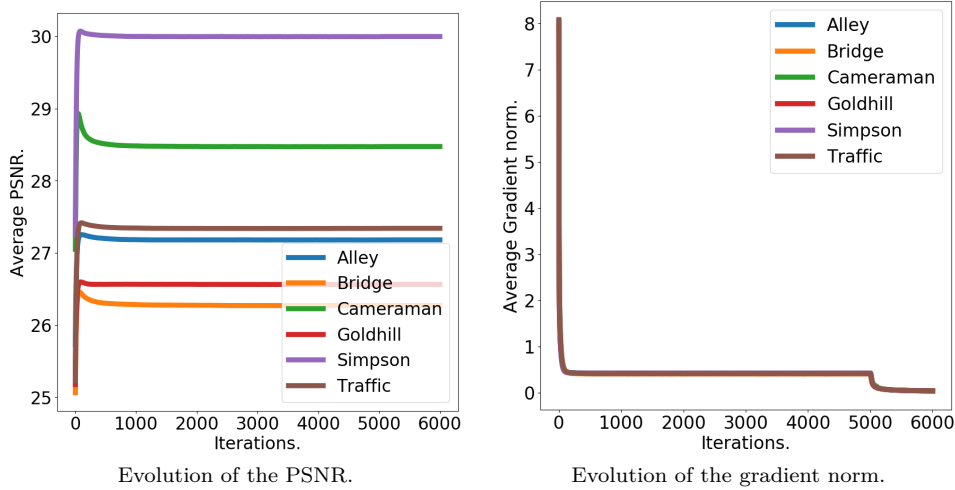 30
29
28
27
26
25
Average PSNR.
0
1000
2000
3000
4000
5000
6000
Iterations.
Alley
Bridge
Cameraman
Goldhill
Simpson
Traffic
Evolution of the PSNR.
8
7
6
5
4
3
2
1
0
Average Gradient norm.
0
1000
2000
3000
4000
5000
6000
Iterations.
Alley
Bridge
Cameraman
Goldhill
Simpson
Traffic
Evolution of the gradient norm.